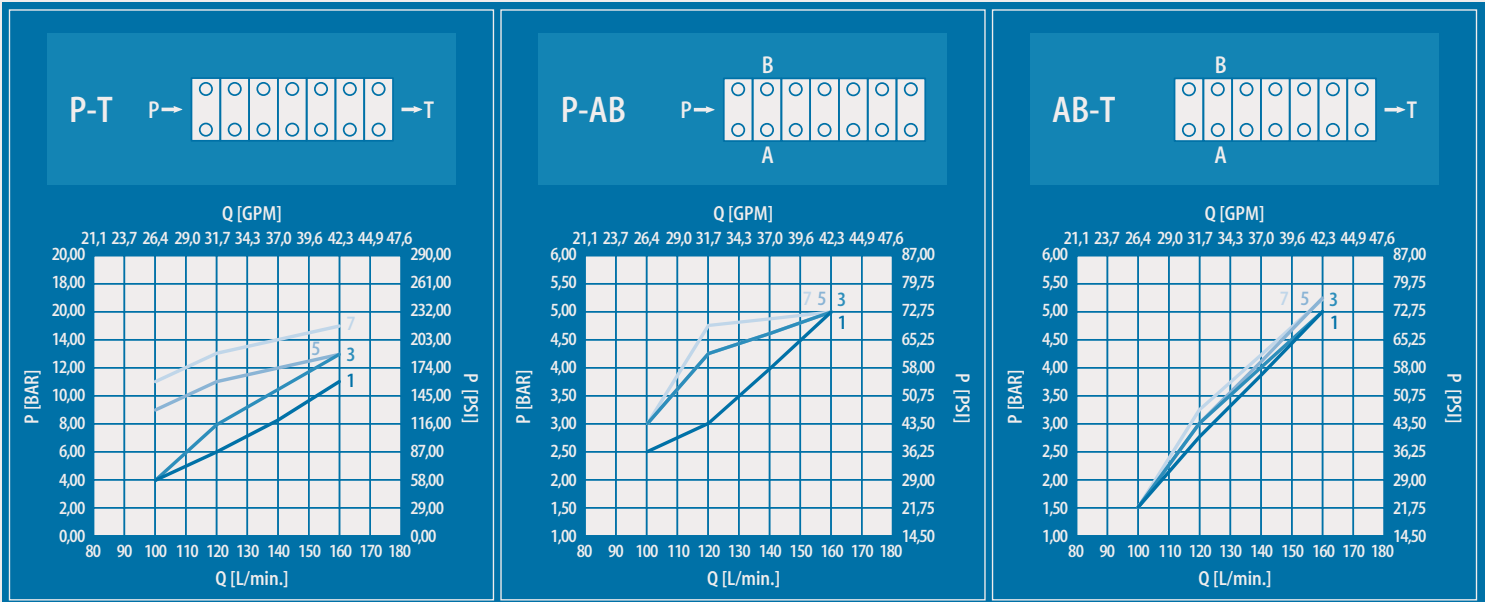 P-T
P
T
Q [GPM]
21,1 23,7 26,4 29,0 31,7 34,3 37,0 39,6 42,3 44,9 47,6
20,00 290,00
18,00 261,00
20,00 232,00
14,00 203,00
12,00 174,00
10,00 145,00
8,00 116,00
6,00 87,00
4,00 58,00
2,00 29,00
0,00 0,00
P [BAR]
P [PSI]
7
5
3
1
80 90 100 110 120 130 140 150 160 170 180
Q [L/min.]
P-AB
B
P
A
Q [GPM]
21,1 23,7 26,4 29,0 31,7 34,3 37,0 39,6 42,3 44,9 47,6
6,00 87,00
5,50 79,75
5,00 72,75
4,50 65,25
4,00 58,00
3,50 50,75
3,00 43,50
2,50 36,25
2,00 29,00
1,50 21,75
1,00 14,50
P [BAR]
P [PSI]
7 5 3
1
80 90 100 110 120 130 140 150 160 170 180
Q [L/min.]
AB-T
B
T
A
Q [GPM]
21,1 23,7 26,4 29,0 31,7 34,3 37,0 39,6 42,3 44,9 47,6
6,00 87,00
5,50 79,75
5,00 72,75
4,50 65,25
4,00 58,00
3,50 50,75
3,00 43,50
2,50 36,25
2,00 29,00
1,50 21,75
1,00 14,50
P [BAR]
P [PSI]
7 5 3
1
80 90 100 110 120 130 140 150 160 170 180
Q [L/min.]